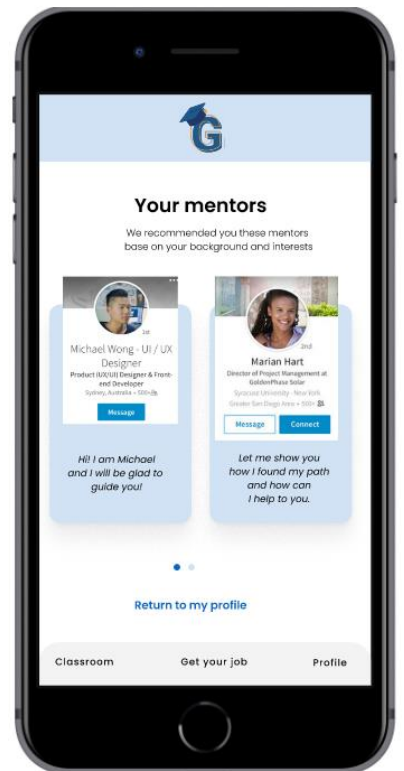 G
Your mentors
We recommended you these mentors
base on your background and interests
1st
Michael Wong - UI / UX
Designer
Product (UX/UI) Designer & Front-
end Developer
Sydney, Australia • 500+
Message
Hi! I am Michael
and I will be glad to
guide you!
2nd
Marian Hart
Director of Project Management at
GoldenPhase Solar
Syracuse University · New York
Greater San Diego Area • 500+
Message Connect
Let me show you
how I found my path
and how can
I help to you.
Return to my profile
Classroom Get your job Profile